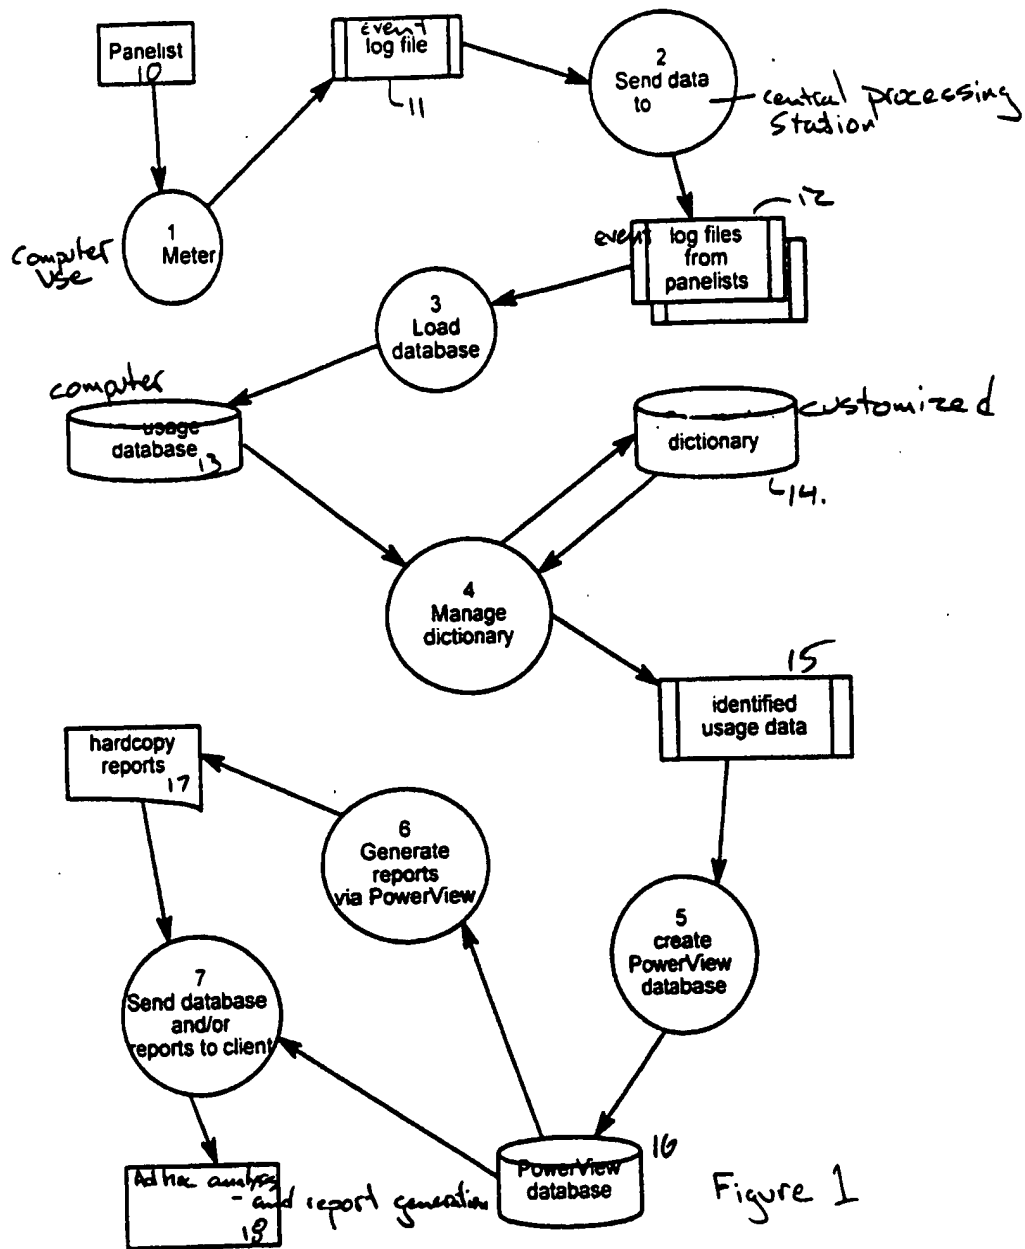 Panelist
10
event
log file
11
2
Send data
to
central processing
Station
1
Meter
Computer
Use
12
event
log files
from
panelists
3
Load
database
computer
usage
database
13
customized
dictionary
14.
4
Manage
dictionary
15
identified
usage data
hardcopy
reports
17
6
Generate
reports
via PowerView
5
create
PowerView
database
7
Send database
and/or
reports to client
16
PowerView
database
Ad hoc analysis
- and report generation
18
Figure 1